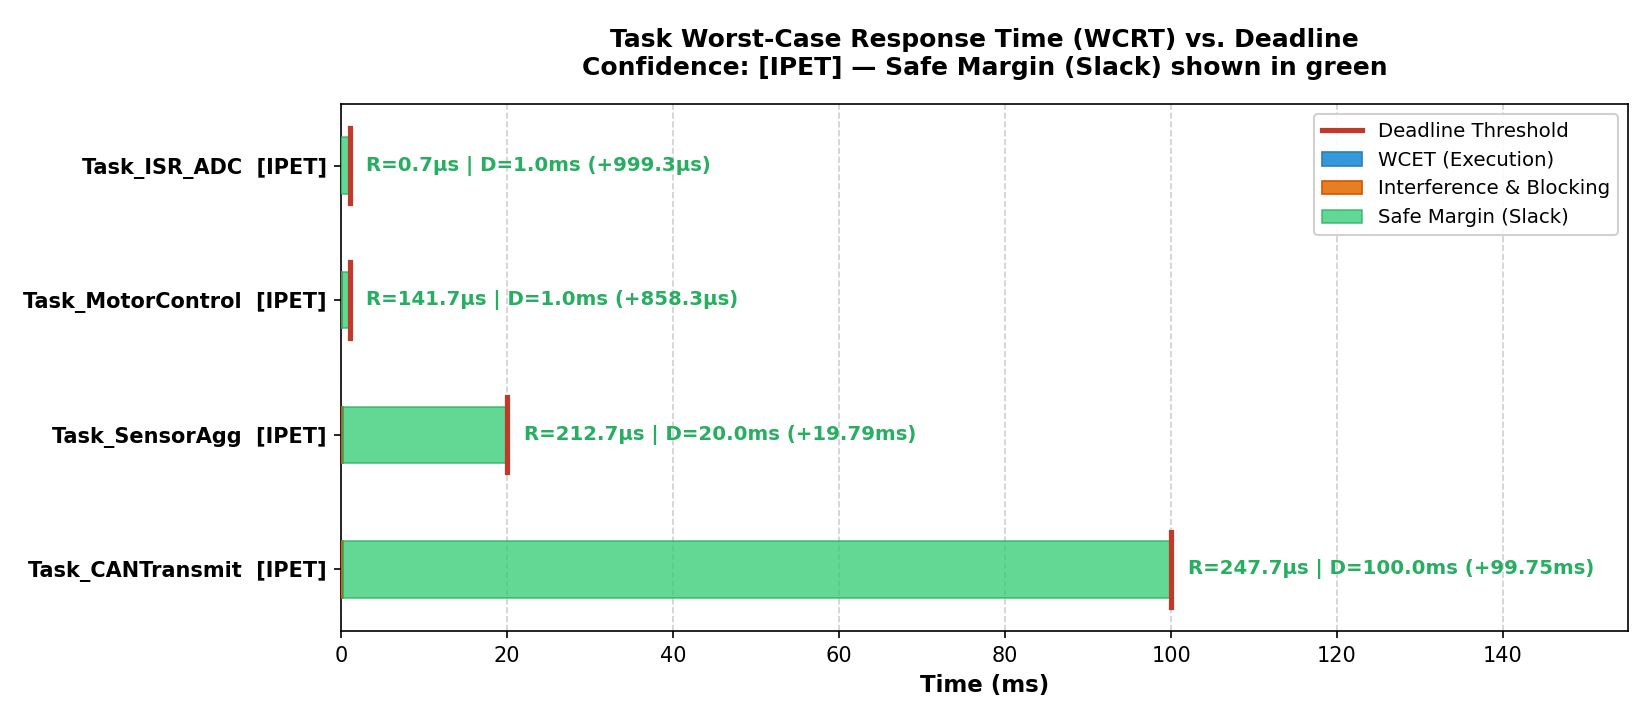 Task Worst-Case Response Time (WCRT) vs. Deadline
Confidence: [IPET] — Safe Margin (Slack) shown in green
Deadline Threshold
WCET (Execution)
Interference & Blocking
Safe Margin (Slack)
Task_ISR_ADC [IPET]
R=0.7µs | D=1.0ms (+999.3µs)
Task_MotorControl [IPET]
R=141.7µs | D=1.0ms (+858.3µs)
Task_SensorAgg [IPET]
R=212.7µs | D=20.0ms (+19.79ms)
Task_CANTransmit [IPET]
R=247.7µs | D=100.0ms (+99.75ms)
0 20 40 60 80 100 120 140
Time (ms)